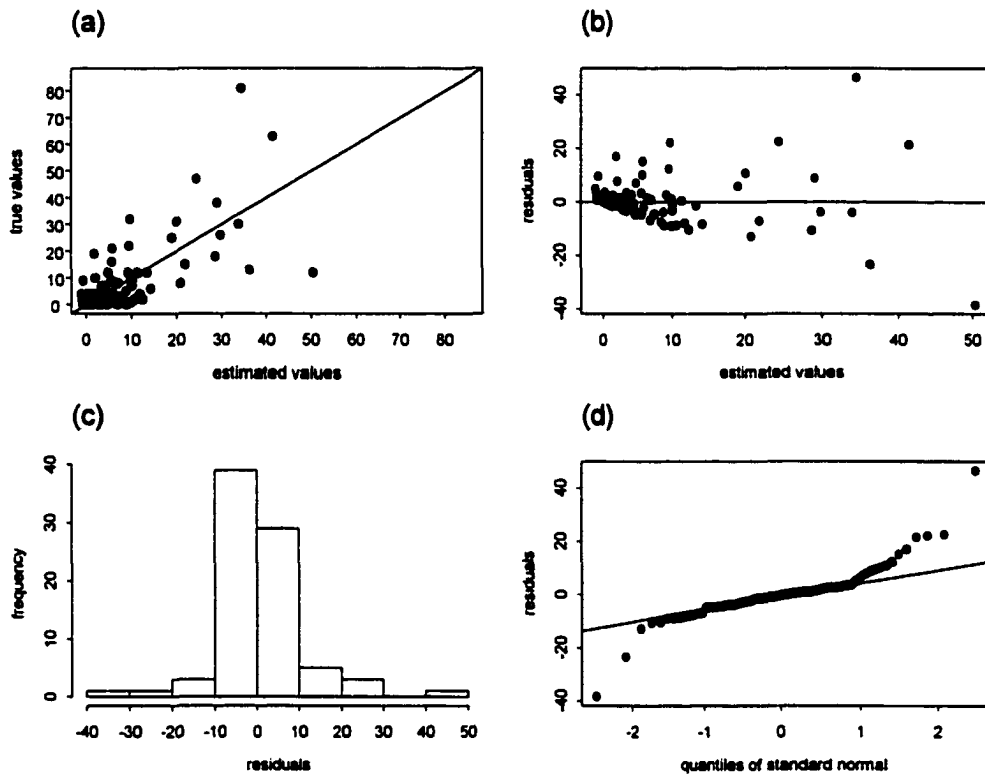 (a)
true values
80
70
60
50
40
30
20
10
0
0 10 20 30 40 50 60 70 80
estimated values
(b)
residuals
40
20
0
-20
-40
0 10 20 30 40 50
estimated values
(c)
frequency
40
30
10
0
-40 -30 -20 -10 0 10 20 30 40 50
residuals
(d)
residuals
40
20
0
-20
-40
-2 -1 0 1 2
quantiles of standard normal